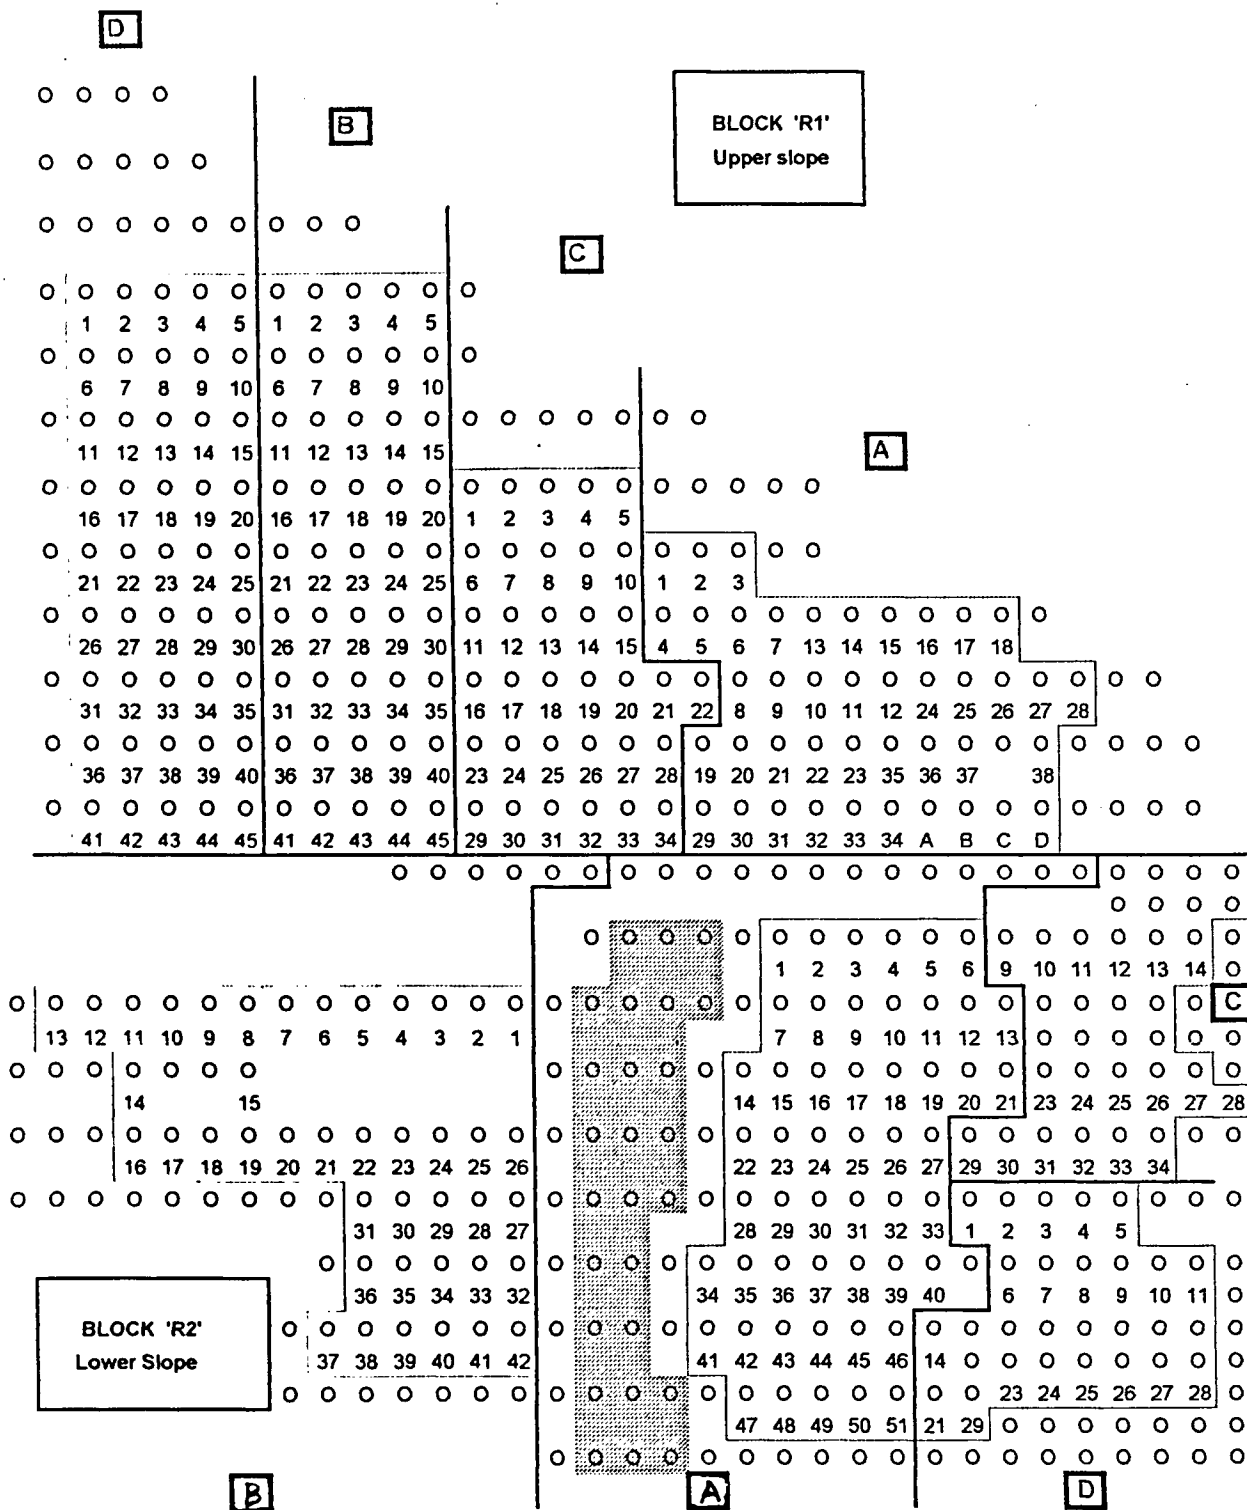 D
B
BLOCK 'R1'
Upper slope
C
1 2 3 4 5 1 2 3 4 5
6 7 8 9 10 6 7 8 9 10
A
11 12 13 14 15 11 12 13 14 15
16 17 18 19 20 16 17 18 19 20 1 2 3 4 5
21 22 23 24 25 21 22 23 24 25 6 7 8 9 10 1 2 3
26 27 28 29 30 26 27 28 29 30 11 12 13 14 15 4 5 6 7 13 14 15 16 17 18
31 32 33 34 35 31 32 33 34 35 16 17 18 19 20 21 22 8 9 10 11 12 24 25 26 27 28
36 37 38 39 40 36 37 38 39 40 23 24 25 26 27 28 19 20 21 22 23 35 36 37 38
41 42 43 44 45 41 42 43 44 45 29 30 31 32 33 34 29 30 31 32 33 34 A B C D
1 2 3 4 5 6 9 10 11 12 13 14
C
13 12 11 10 9 8 7 6 5 4 3 2 1 7 8 9 10 11 12 13
14 15 14 15 16 17 18 19 20 21 23 24 25 26 27 28
16 17 18 19 20 21 22 23 24 25 26 22 23 24 25 26 27 29 30 31 32 33 34
31 30 29 28 27 28 29 30 31 32 33 1 2 3 4 5
36 35 34 33 32 34 35 36 37 38 39 40 6 7 8 9 10 11
BLOCK 'R2'
Lower Slope
37 38 39 40 41 42 41 42 43 44 45 46 14
23 24 25 26 27 28
47 48 49 50 51 21 29
B A D